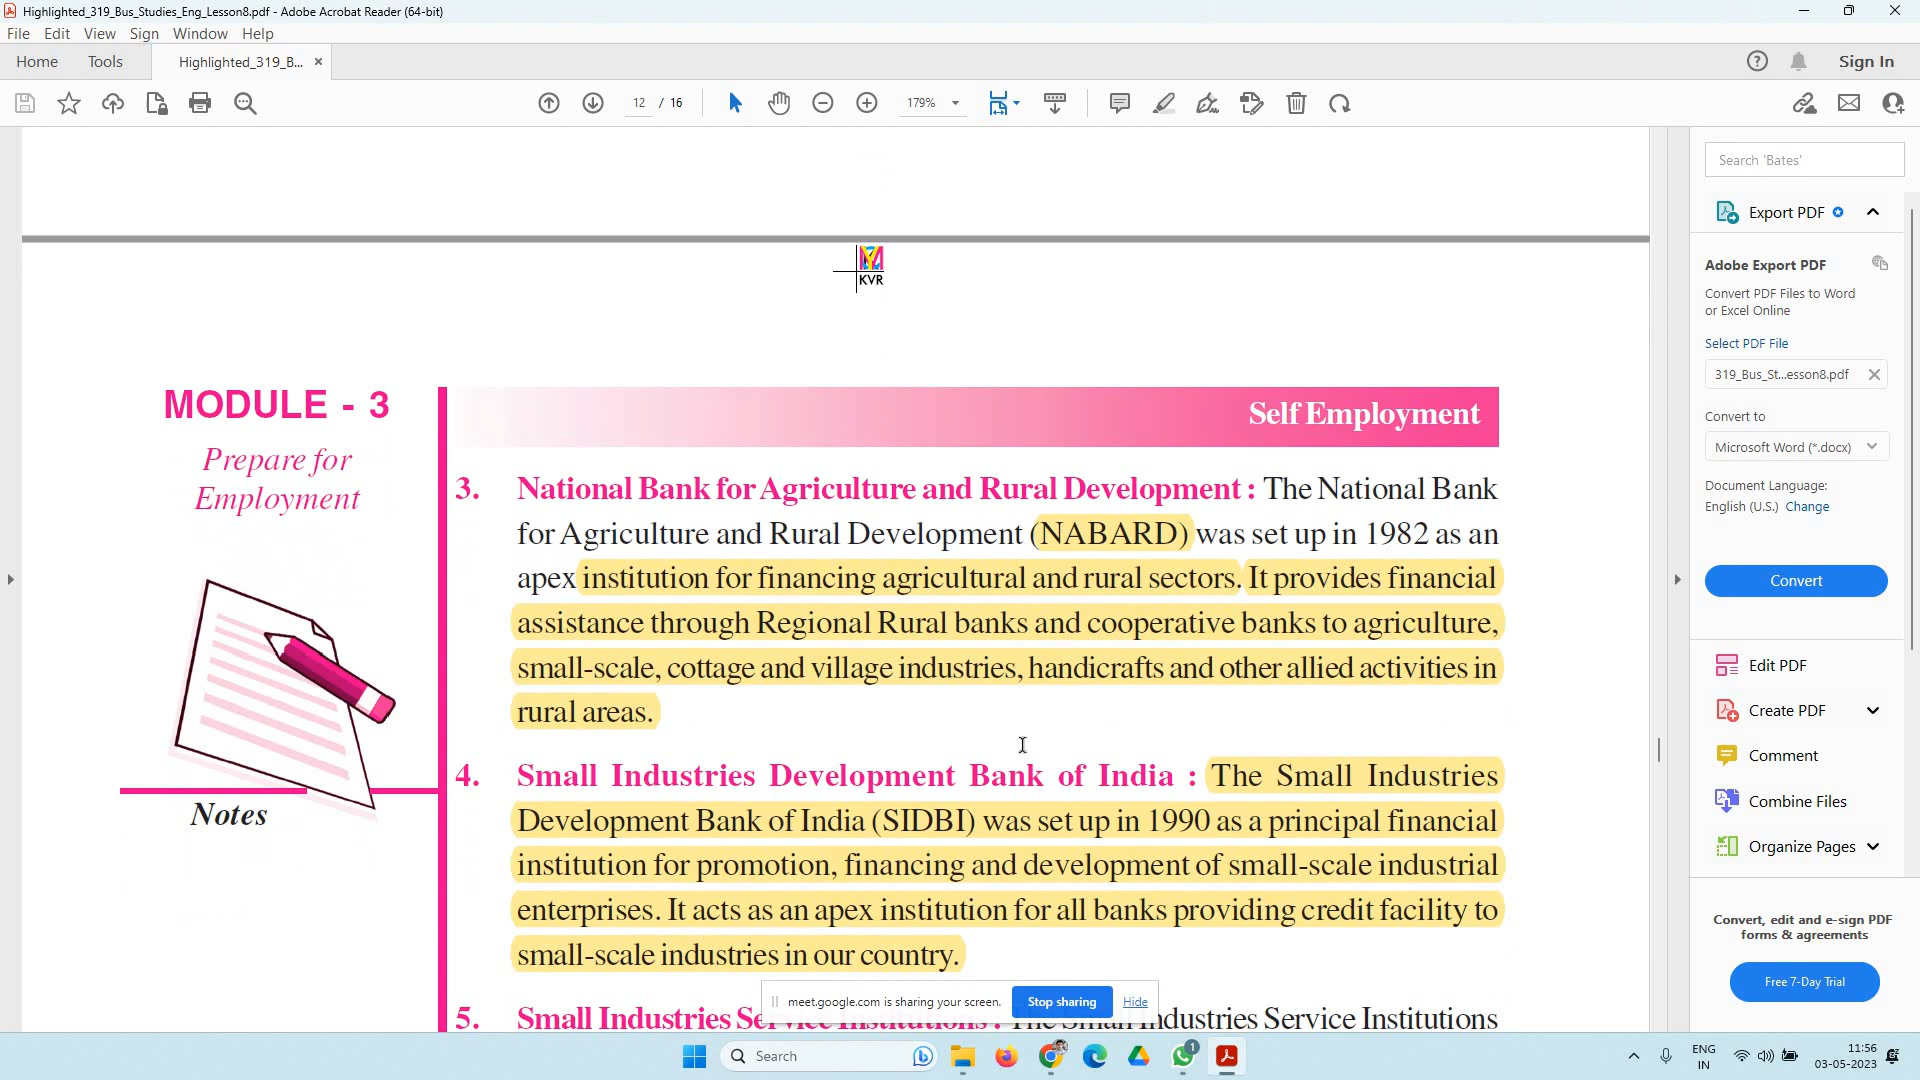 Highlighted_319_Bus_Studies_Eng_Lesson8.pdf - Adobe Acrobat Reader (64-bit)
File Edit View Sign Window Help
Home Tools Highlighted_319_B... Sign In
12 / 16 179%
Search 'Bates'
Export PDF
Adobe Export PDF
Convert PDF Files to Word
or Excel Online
Select PDF File
319_Bus_St...esson8.pdf
Convert to
Microsoft Word (*.docx)
Document Language:
English (U.S.) Change
Convert
Edit PDF
Create PDF
Comment
Combine Files
Organize Pages
Convert, edit and e-sign PDF
forms & agreements
Free 7-Day Trial
KVR
MODULE - 3
Prepare for
Employment
Notes
Self Employment
3. National Bank for Agriculture and Rural Development : The National Bank
for Agriculture and Rural Development (NABARD) was set up in 1982 as an
apex institution for financing agricultural and rural sectors. It provides financial
assistance through Regional Rural banks and cooperative banks to agriculture,
small-scale, cottage and village industries, handicrafts and other allied activities in
rural areas.
4. Small Industries Development Bank of India : The Small Industries
Development Bank of India (SIDBI) was set up in 1990 as a principal financial
institution for promotion, financing and development of small-scale industrial
enterprises. It acts as an apex institution for all banks providing credit facility to
small-scale industries in our country.
5. Small Industries Service Institutions : The Small Industries Service Institutions
meet.google.com is sharing your screen. Stop sharing Hide
Search
1
ENG
IN
11:56
03-05-2023